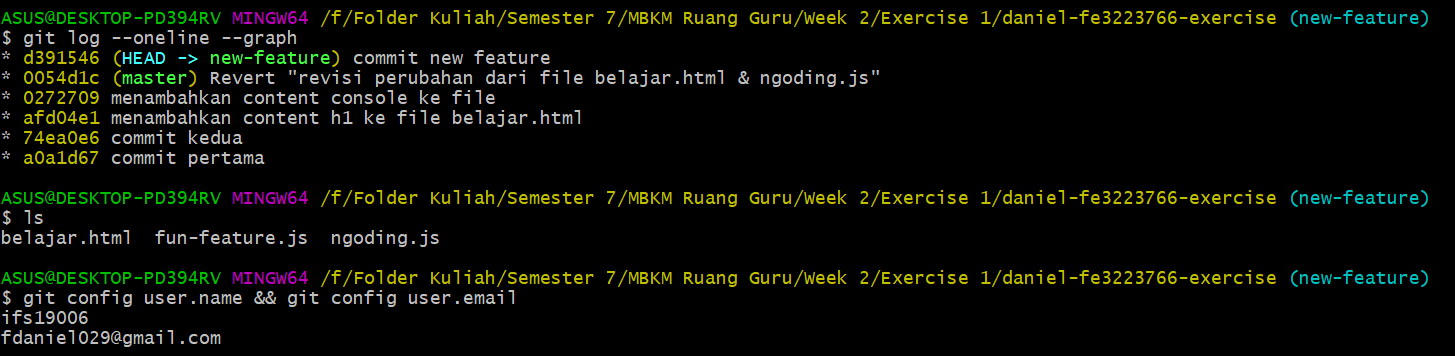 ASUS@DESKTOP-PD394RV MINGW64 /f/Folder Kuliah/Semester 7/MBKM Ruang Guru/Week 2/Exercise 1/daniel-fe3223766-exercise (new-feature)
$ git log --oneline --graph
* d391546 (HEAD -> new-feature) commit new feature
* 0054d1c (master) Revert "revisi perubahan dari file belajar.html & ngoding.js"
* 0272709 menambahkan content console ke file
* afd04e1 menambahkan content h1 ke file belajar.html
* 74ea0e6 commit kedua
* a0a1d67 commit pertama
ASUS@DESKTOP-PD394RV MINGW64 /f/Folder Kuliah/Semester 7/MBKM Ruang Guru/Week 2/Exercise 1/daniel-fe3223766-exercise (new-feature)
$ ls
belajar.html  fun-feature.js  ngoding.js
ASUS@DESKTOP-PD394RV MINGW64 /f/Folder Kuliah/Semester 7/MBKM Ruang Guru/Week 2/Exercise 1/daniel-fe3223766-exercise (new-feature)
$ git config user.name && git config user.email
ifs19006
fdaniel029@gmail.com